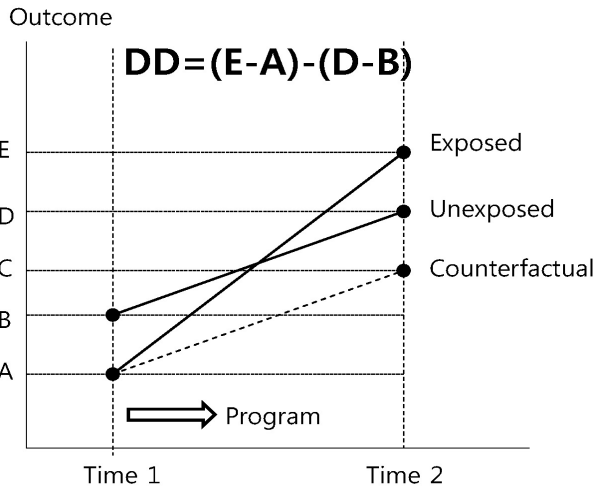 Outcome
DD=(E-A)-(D-B)
E
Exposed
D
Unexposed
C
Counterfactual
B
A
Program
Time 1
Time 2